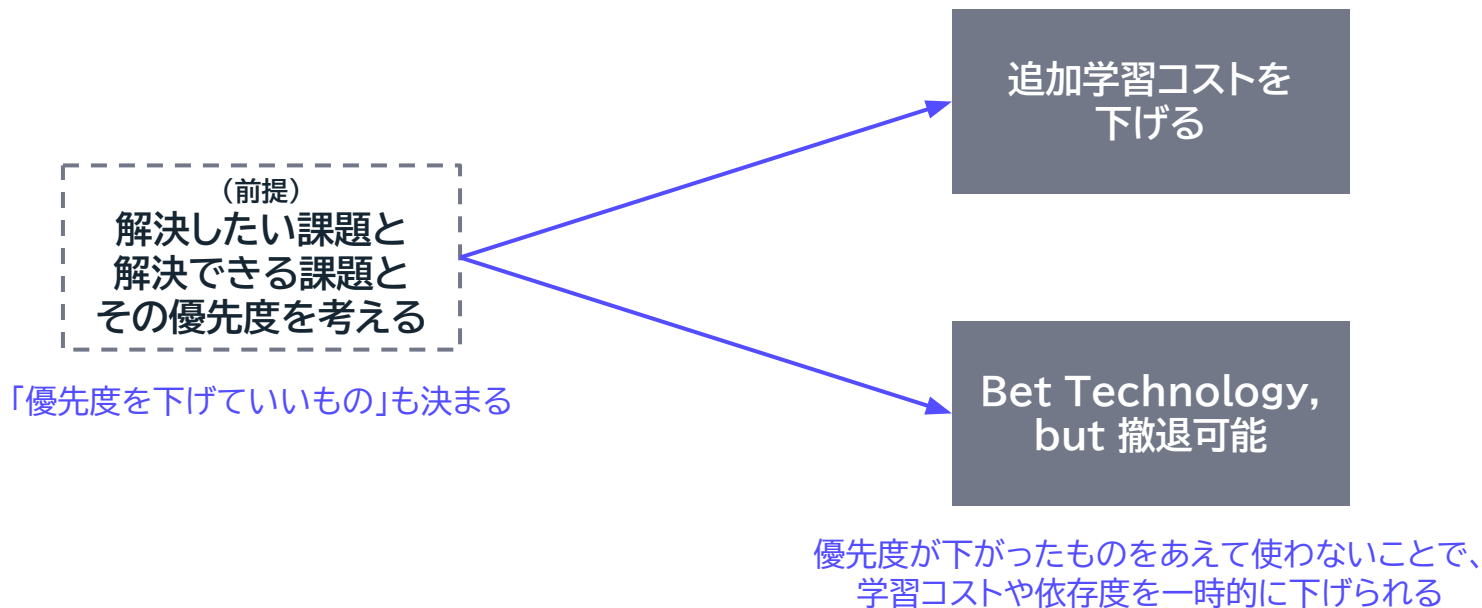 (前提)
解決したい課題と
解決できる課題と
その優先度を考える
「優先度を下げていいもの」も決まる
追加学習コストを
下げる
Bet Technology,
but 撤退可能
優先度が下がったものをあえて使わないことで、
学習コストや依存度を一時的に下げられる